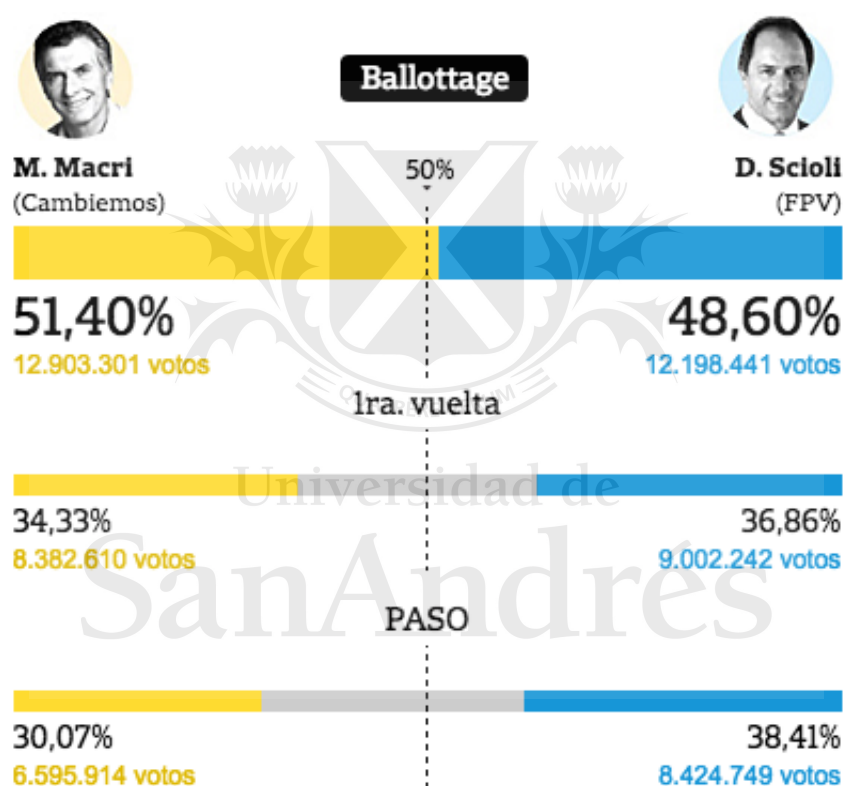 Ballottage
M. Macri
(Cambiemos)
50%
D. Scioli
(FPV)
51,40%
12.903.301 votos
48,60%
12.198.441 votos
1ra. vuelta
34,33%
8.382.610 votos
36,86%
9.002.242 votos
PASO
30,07%
6.595.914 votos
38,41%
8.424.749 votos
Universidad de
SanAndrés